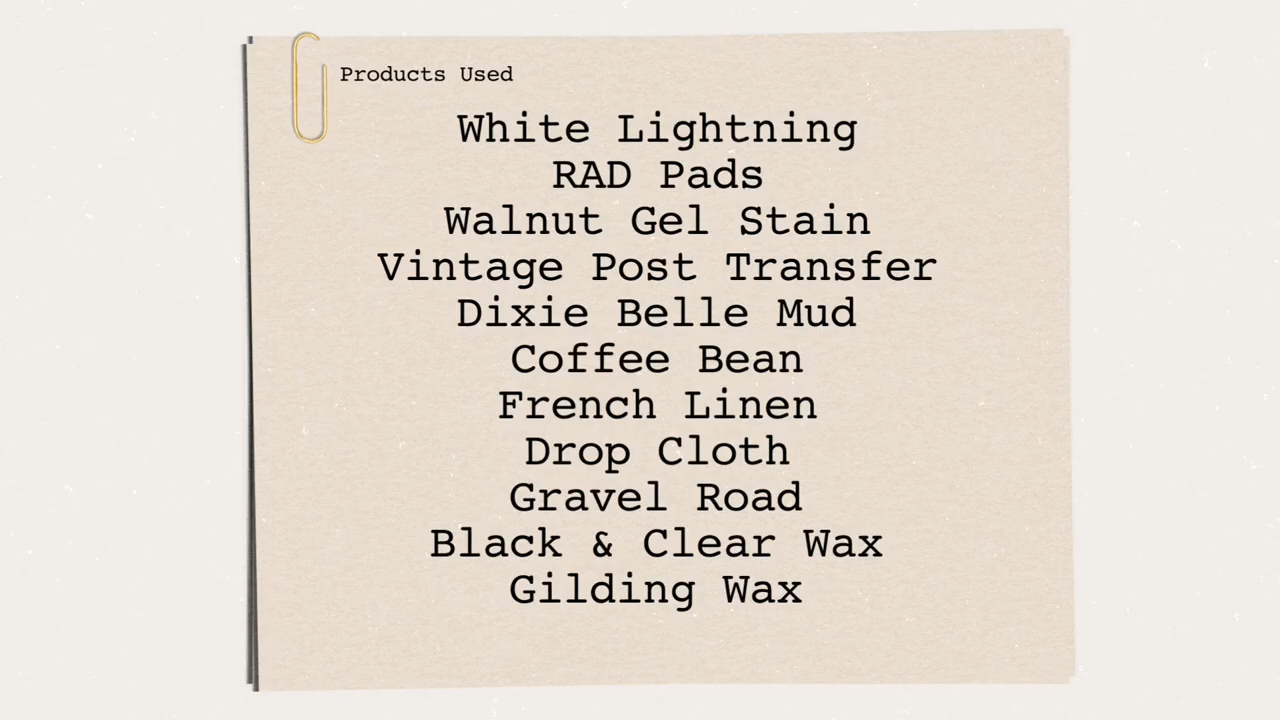 Products Used
White Lightning
RAD Pads
Walnut Gel Stain
Vintage Post Transfer
Dixie Belle Mud
Coffee Bean
French Linen
Drop Cloth
Gravel Road
Black & Clear Wax
Gilding Wax